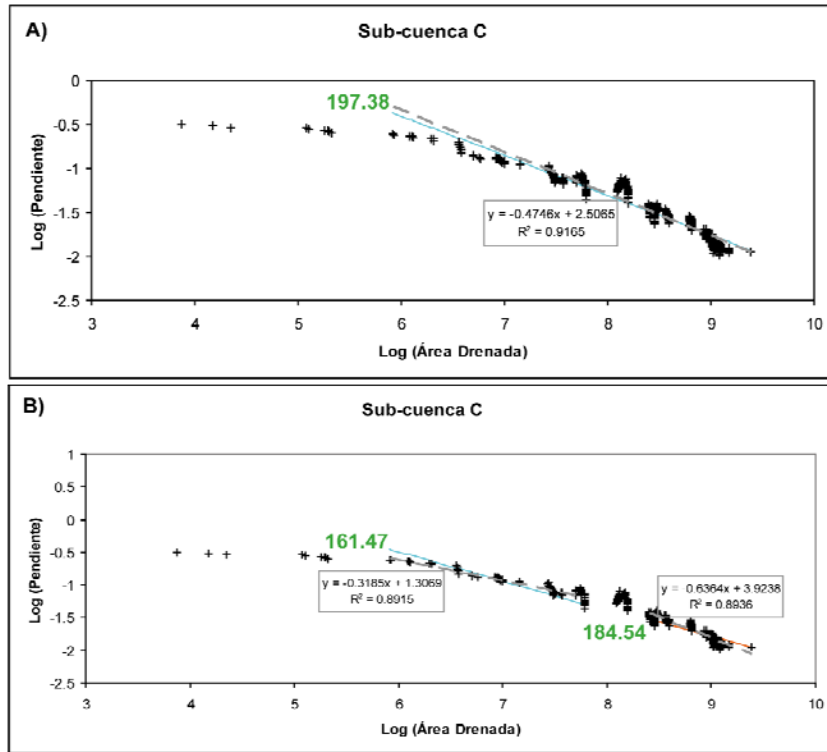 A)
Sub-cuenca C
0
-0.5
-1
-1.5
-2
-2.5
Log (Pendiente)
197.38
y = -0.4746x + 2.5065
R² = 0.9165
3 4 5 6 7 8 9 10
Log (Área Drenada)
B)
Sub-cuenca C
1
0.5
0
-0.5
-1
-1.5
-2
-2.5
Log (Pendiente)
161.47
y = -0.3185x + 1.3069
R² = 0.8915
184.54
y = 0.6364x + 3.9238
R² = 0.8936
3 4 5 6 7 8 9 10
Log (Área Drenada)